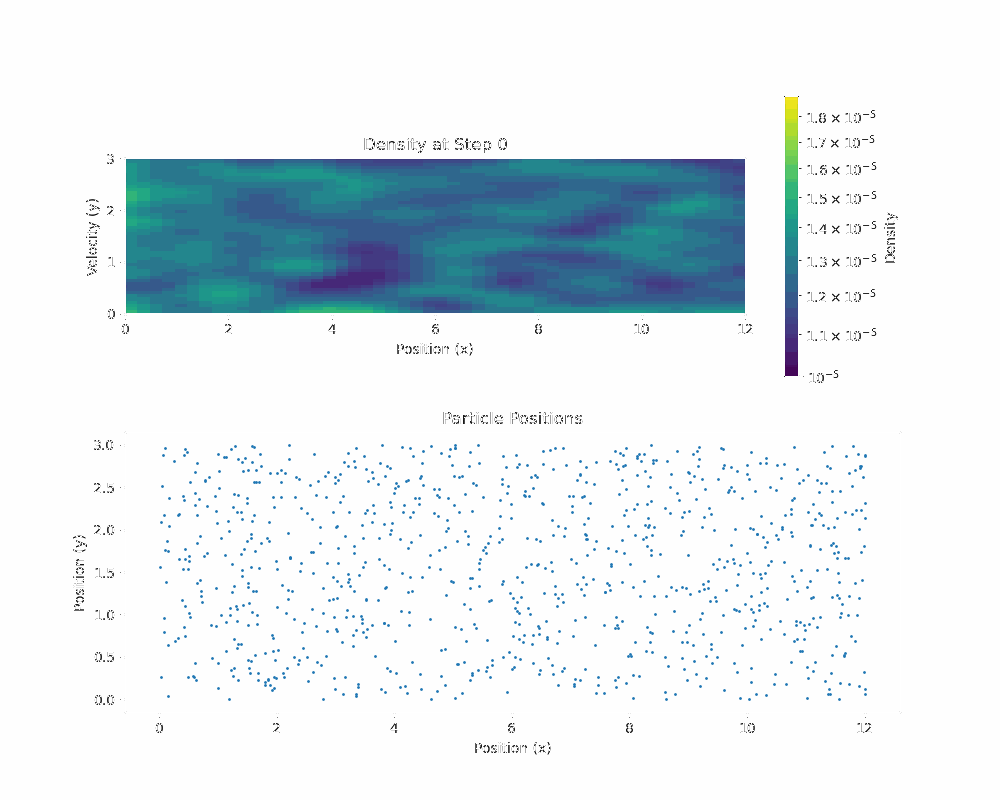 Density at Step 0
1.8 × 10⁻⁵
1.7 × 10⁻⁵
1.6 × 10⁻⁵
1.5 × 10⁻⁵
1.4 × 10⁻⁵
1.3 × 10⁻⁵
1.2 × 10⁻⁵
1.1 × 10⁻⁵
10⁻⁵
Density
3
2
1
0
Velocity (y)
0 2 4 6 8 10 12
Position (x)
Particle Positions
3.0
2.5
2.0
1.5
1.0
0.5
0.0
Position (y)
0 2 4 6 8 10 12
Position (x)